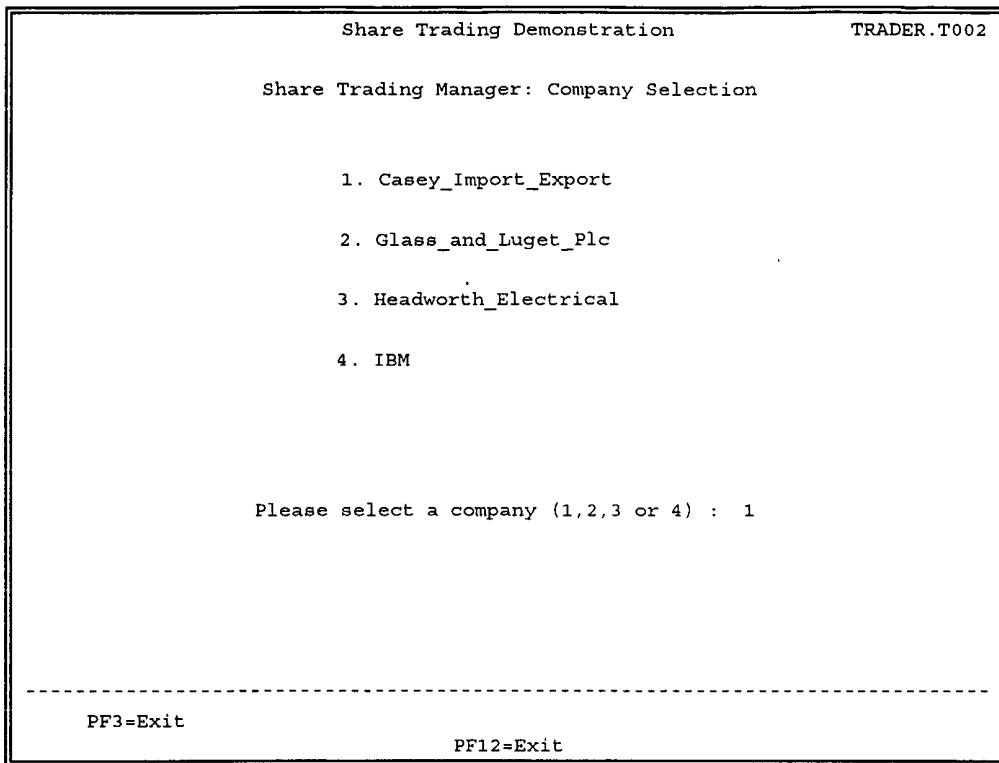 Share Trading Demonstration TRADER.T002
Share Trading Manager: Company Selection
1. Casey_Import_Export
2. Glass_and_Luget_Plc
3. Headworth_Electrical
4. IBM
Please select a company (1,2,3 or 4) : 1
PF3=Exit
PF12=Exit